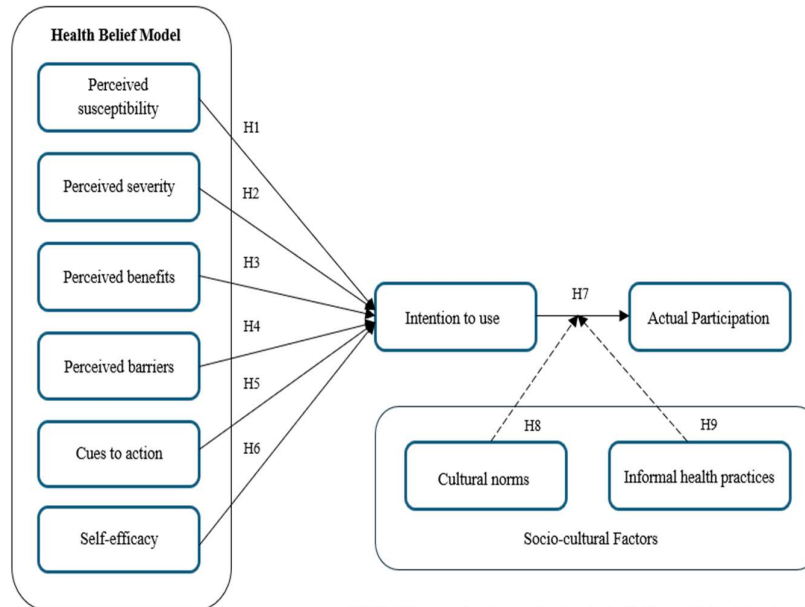 Health Belief Model
Perceived
susceptibility
H1
Perceived severity
H2
Perceived benefits
H3
Perceived barriers
H4
Cues to action
H5
Self-efficacy
H6
Intention to use
H7
Actual Participation
H8
H9
Cultural norms
Informal health practices
Socio-cultural Factors